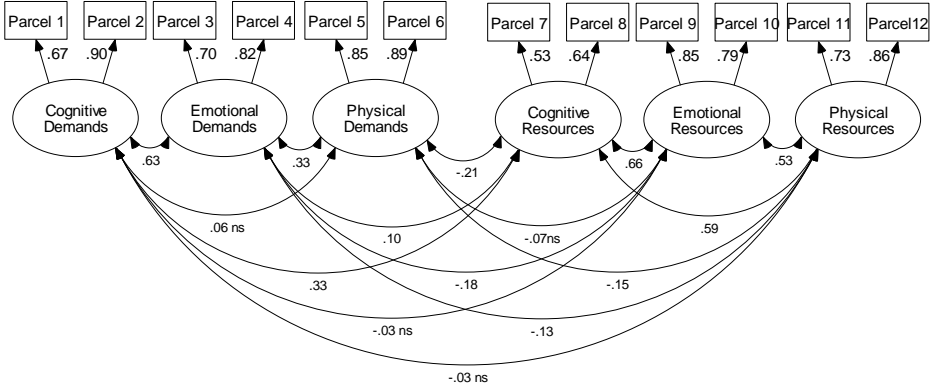 Parcel 1
Parcel 2
Parcel 3
Parcel 4
Parcel 5
Parcel 6
Parcel 7
Parcel 8
Parcel 9
Parcel 10
Parcel 11
Parcel12
.67
.90
.70
.82
.85
.89
.53
.64
.85
.79
.73
.86
Cognitive
Demands
Emotional
Demands
Physical
Demands
Cognitive
Resources
Emotional
Resources
Physical
Resources
.63
.33
-.21
.66
.53
.06 ns
.10
-.07ns
.59
.33
-.18
-.15
-.03 ns
-.13
-.03 ns